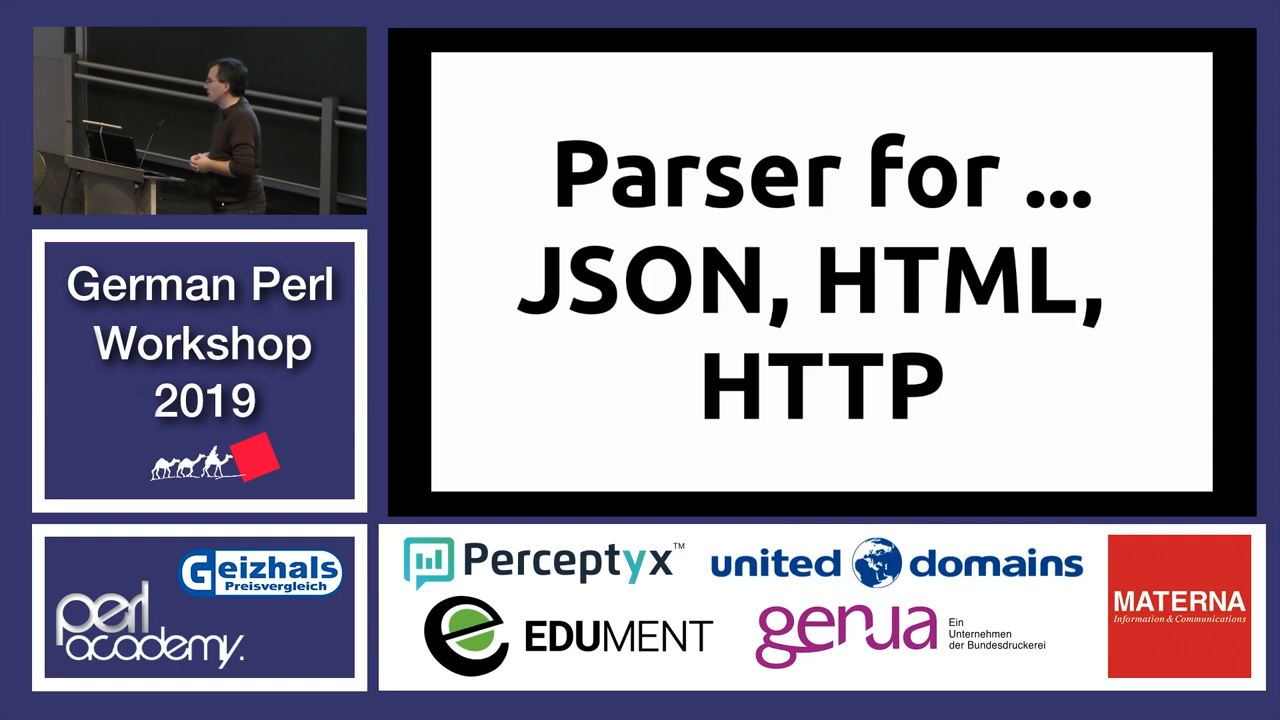 Parser for ...
JSON, HTML,
HTTP
German Perl
Workshop
2019
Geizhals
Preisvergleich
perl
academy.
Perceptyx™
united domains
MATERNA
Information & Communications
EDUMENT
genua
Ein
Unternehmen
der Bundesdruckerei